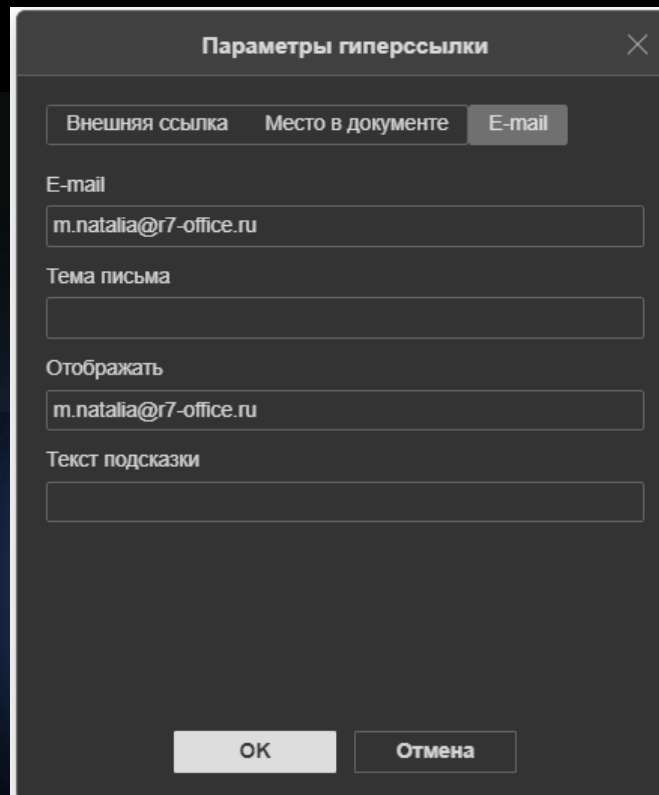 Параметры гиперссылки
Внешняя ссылка Место в документе E-mail
E-mail
m.natalia@r7-office.ru
Тема письма
Отображать
m.natalia@r7-office.ru
Текст подсказки
OK Отмена